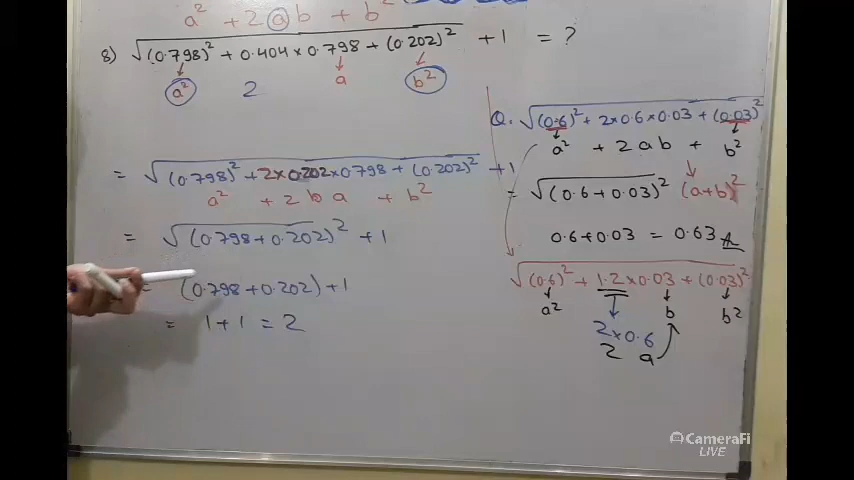 a² + 2ab + b²
8) √(0.798)² + 0.404 × 0.798 + (0.202)² + 1 = ?
a² 2 a b²
= √(0.798)² + 2×0.202×0.798 + (0.202)² + 1
a² + 2 b a + b²
= √(0.798+0.202)² + 1
= (0.798+0.202)+1
= 1+1 = 2
Q. √(0.6)² + 2×0.6×0.03 + (0.03)²
a² + 2ab + b²
= √(0.6+0.03)² (a+b)²
0.6+0.03 = 0.63 A
√(0.6)² + 1.2×0.03 + (0.03)²
a² b b²
2×0.6
2 a
CameraFi
LIVE